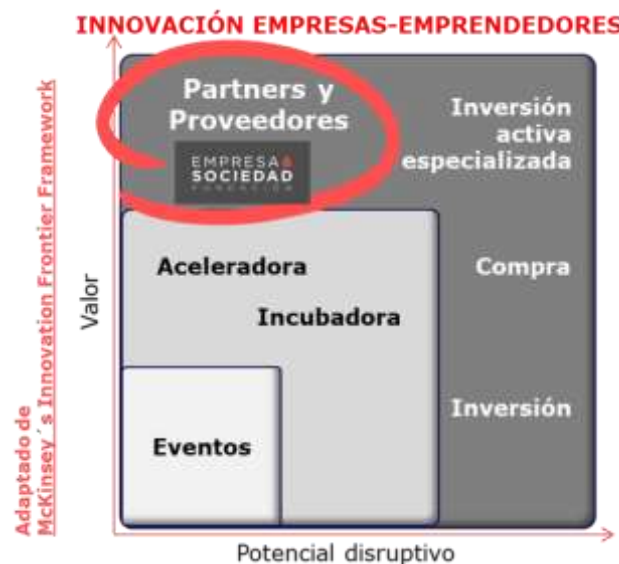 INNOVACIÓN EMPRESAS-EMPRENDEDORES
Partners y
Proveedores
EMPRESA&
SOCIEDAD
FUNDACIÓN
Inversión
activa
especializada
Aceleradora
Compra
Incubadora
Inversión
Eventos
Valor
Potencial disruptivo
Adaptado de
McKinsey´s Innovation Frontier Framework